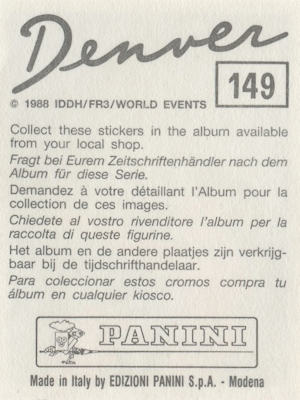 Denver
149
© 1988 IDDH/FR3/WORLD EVENTS
Collect these stickers in the album available
from your local shop.
Fragt bei Eurem Zeitschriftenhändler nach dem
Album für diese Serie.
Demandez à votre détaillant l'Album pour la
collection de ces images.
Chiedete al vostro rivenditore l'album per la
raccolta di queste figurine.
Het album en de andere plaatjes zijn verkrijg-
baar bij de tijdschrifthandelaar.
Para coleccionar estos cromos compra tu
álbum en cualquier kiosco.
PANINI
Made in Italy by EDIZIONI PANINI S.p.A. - Modena